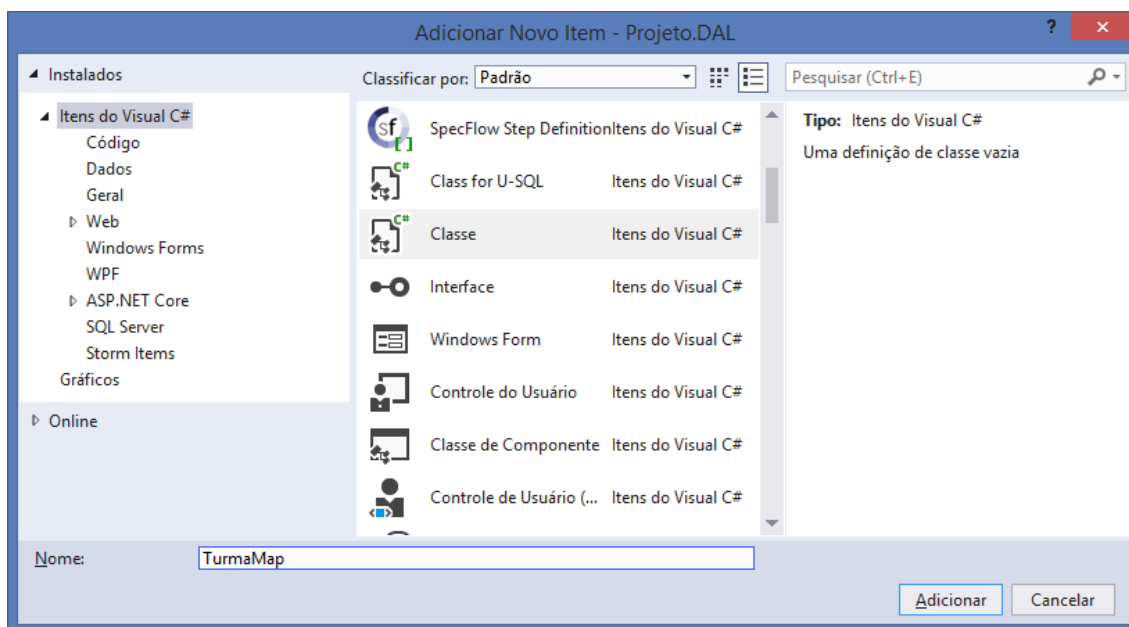 Adicionar Novo Item - Projeto.DAL
?
Instalados
Classificar por: Padrão
Pesquisar (Ctrl+E)
Itens do Visual C#
Código
Dados
Geral
Web
Windows Forms
WPF
ASP.NET Core
SQL Server
Storm Items
Gráficos
Online
SpecFlow Step Definition Itens do Visual C#
Class for U-SQL Itens do Visual C#
Classe Itens do Visual C#
Interface Itens do Visual C#
Windows Form Itens do Visual C#
Controle do Usuário Itens do Visual C#
Classe de Componente Itens do Visual C#
Controle de Usuário (... Itens do Visual C#
Tipo: Itens do Visual C#
Uma definição de classe vazia
Nome: TurmaMap
Adicionar Cancelar